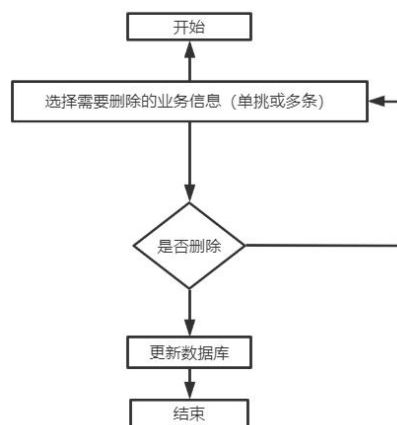 开始
选择需要删除的业务信息（单挑或多条）
是否删除
更新数据库
结束